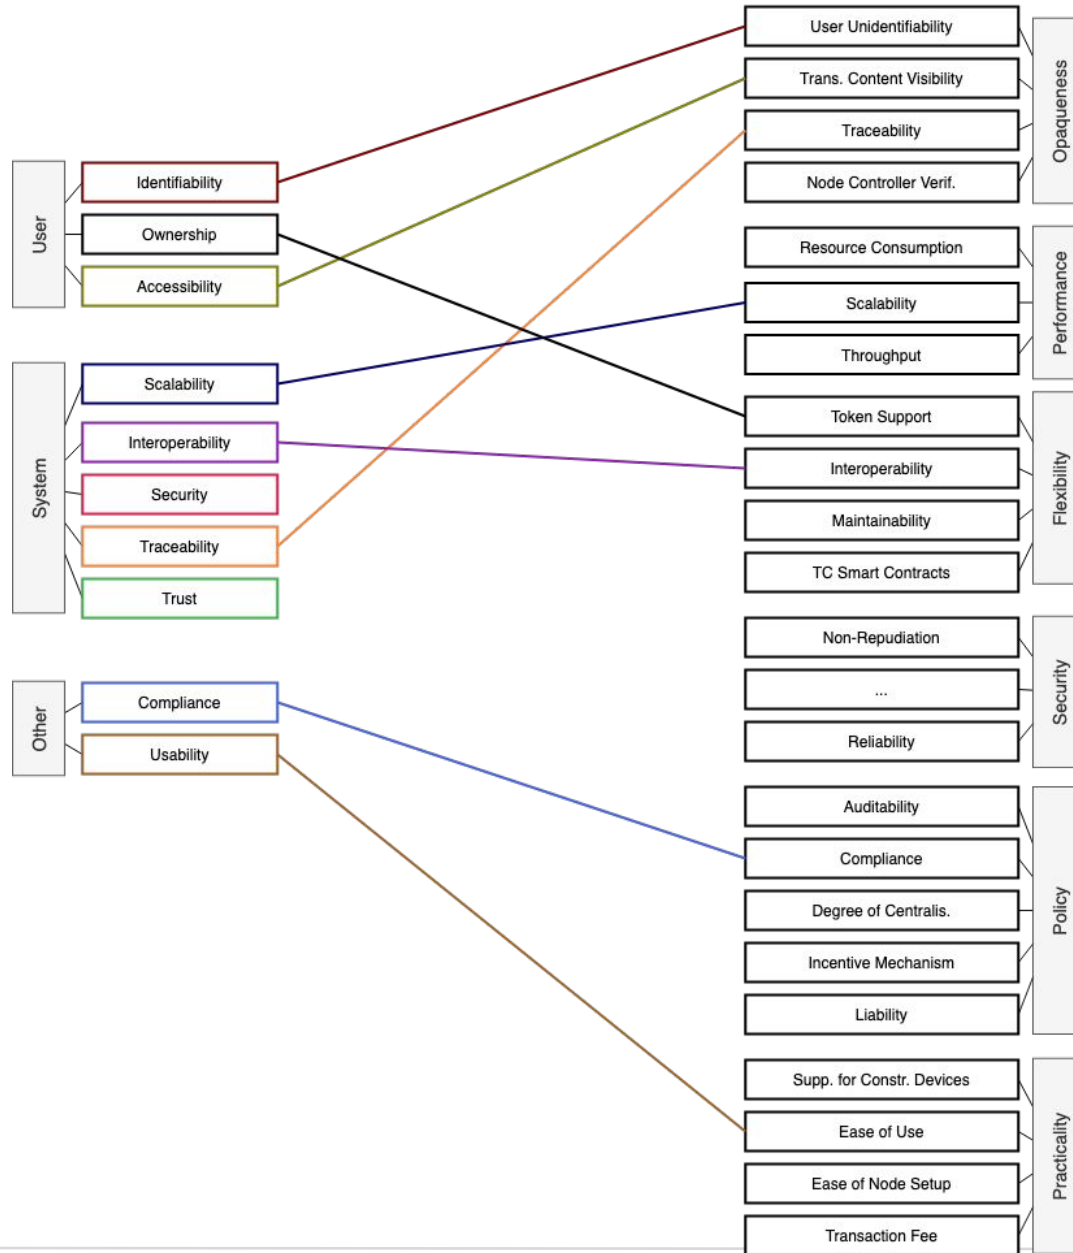 User
Identifiability
Ownership
Accessibility
System
Scalability
Interoperability
Security
Traceability
Trust
Other
Compliance
Usability
User Unidentifiability
Trans. Content Visibility
Traceability
Node Controller Verif.
Opaqueness
Resource Consumption
Scalability
Throughput
Performance
Token Support
Interoperability
Maintainability
TC Smart Contracts
Flexibility
Non-Repudiation
...
Reliability
Security
Auditability
Compliance
Degree of Centralis.
Incentive Mechanism
Liability
Policy
Supp. for Constr. Devices
Ease of Use
Ease of Node Setup
Transaction Fee
Practicality